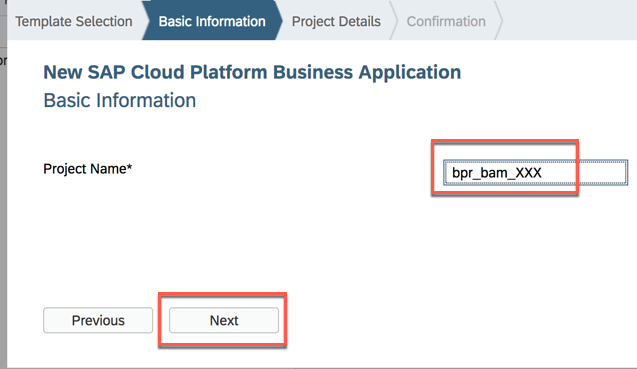 Template Selection Basic Information Project Details Confirmation
New SAP Cloud Platform Business Application
Basic Information
Project Name* bpr_bam_XXX
Previous Next